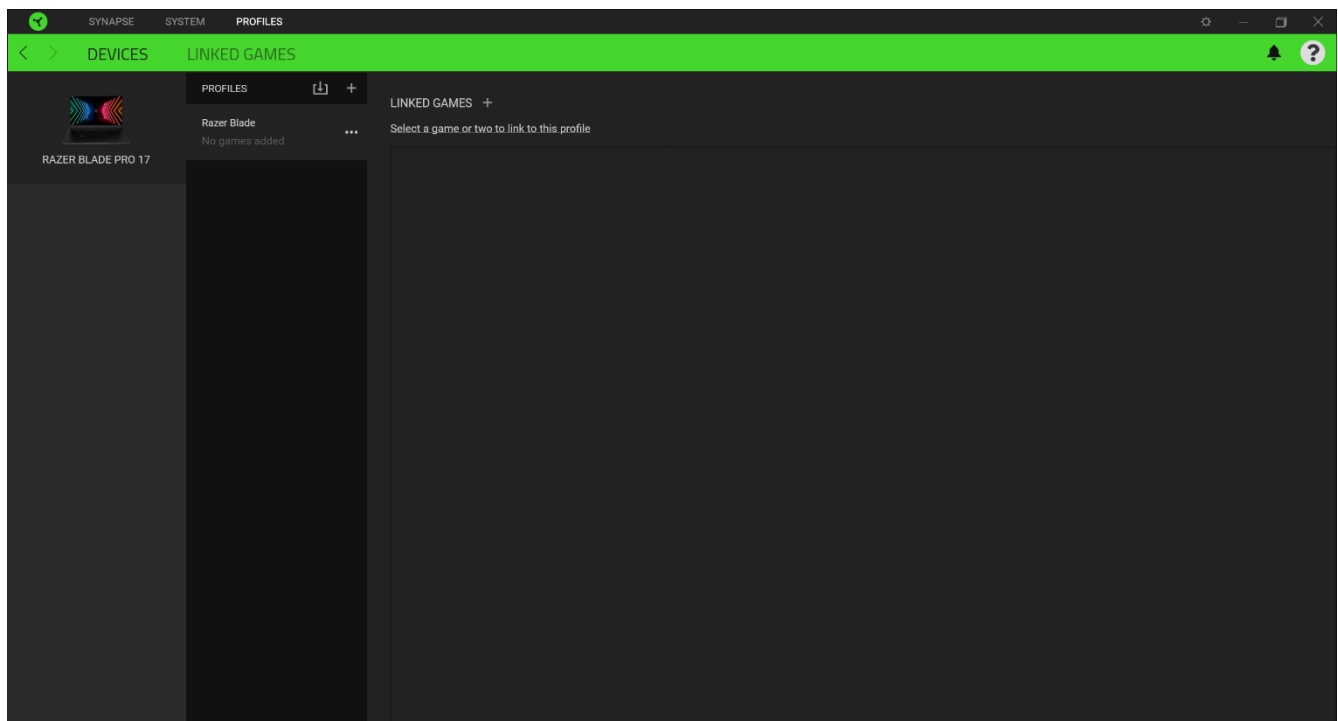 SYNAPSE SYSTEM PROFILES
DEVICES LINKED GAMES
RAZER BLADE PRO 17
PROFILES
Razer Blade
No games added
LINKED GAMES
Select a game or two to link to this profile